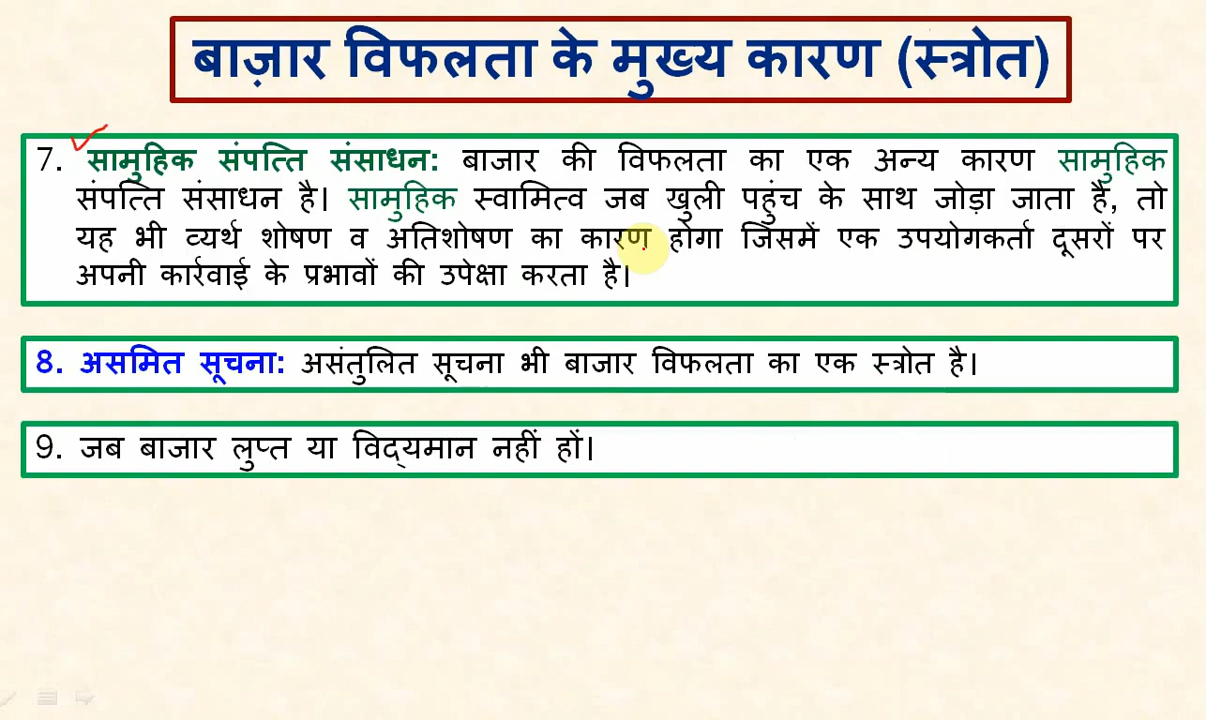 बाज़ार विफलता के मुख्य कारण (स्त्रोत)
7. सामुहिक संपत्ति संसाधन: बाजार की विफलता का एक अन्य कारण सामुहिक
संपत्ति संसाधन है। सामुहिक स्वामित्व जब खुली पहुंच के साथ जोड़ा जाता है, तो
यह भी व्यर्थ शोषण व अतिशोषण का कारण होगा जिसमें एक उपयोगकर्ता दूसरों पर
अपनी कार्रवाई के प्रभावों की उपेक्षा करता है।
8. असमित सूचना: असंतुलित सूचना भी बाजार विफलता का एक स्त्रोत है।
9. जब बाजार लुप्त या विद्यमान नहीं हों।